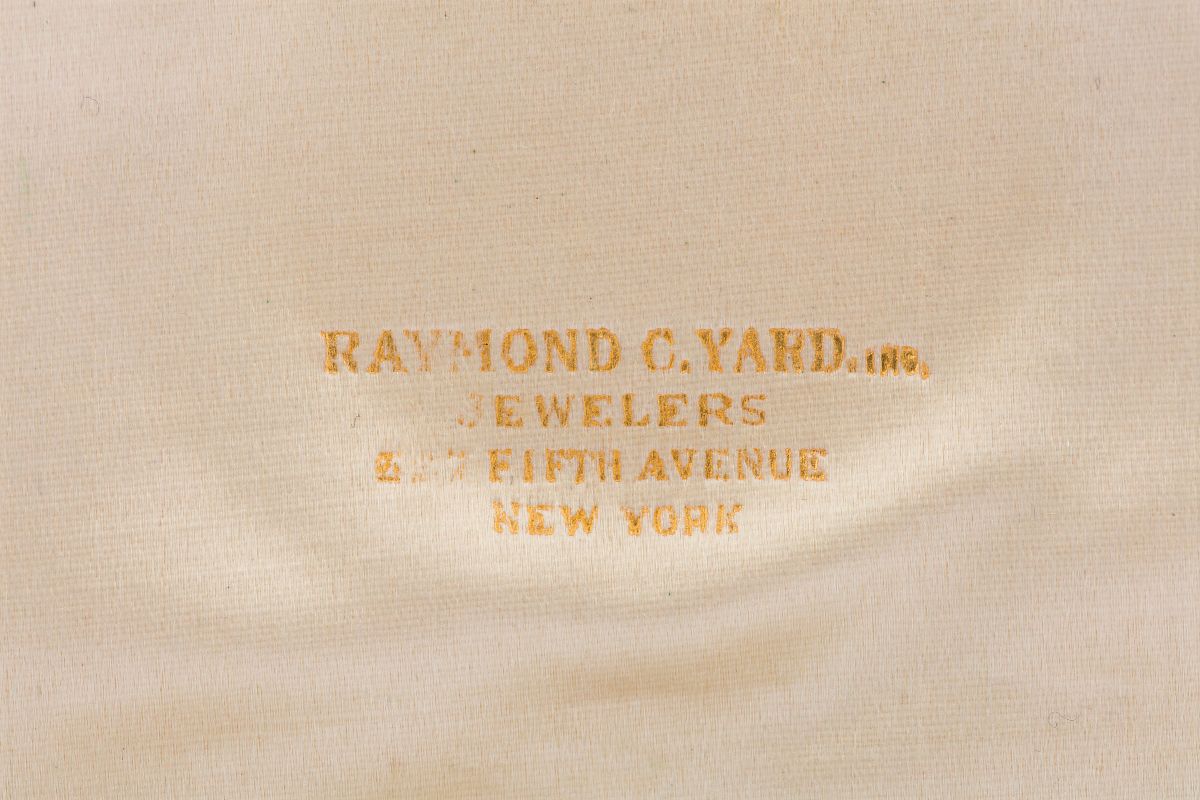 RAYMOND C. YARD. INC.
JEWELERS
FIFTH AVENUE
NEW YORK